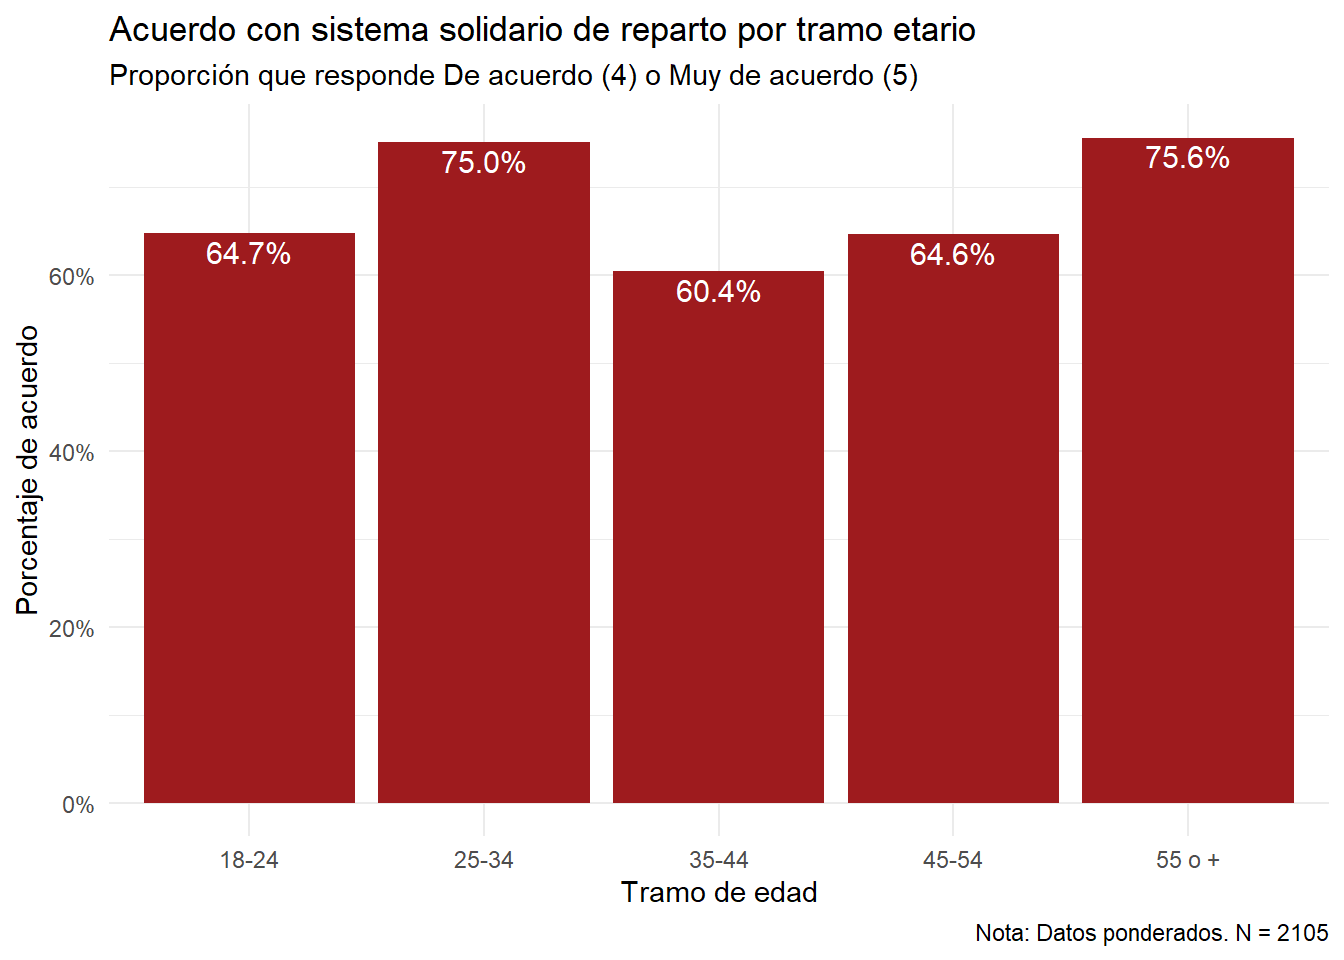 Acuerdo con sistema solidario de reparto por tramo etario
Proporción que responde De acuerdo (4) o Muy de acuerdo (5)
Porcentaje de acuerdo
60%
40%
20%
0%
64.7%
75.0%
60.4%
64.6%
75.6%
18-24
25-34
35-44
45-54
55 o +
Tramo de edad
Nota: Datos ponderados. N = 2105